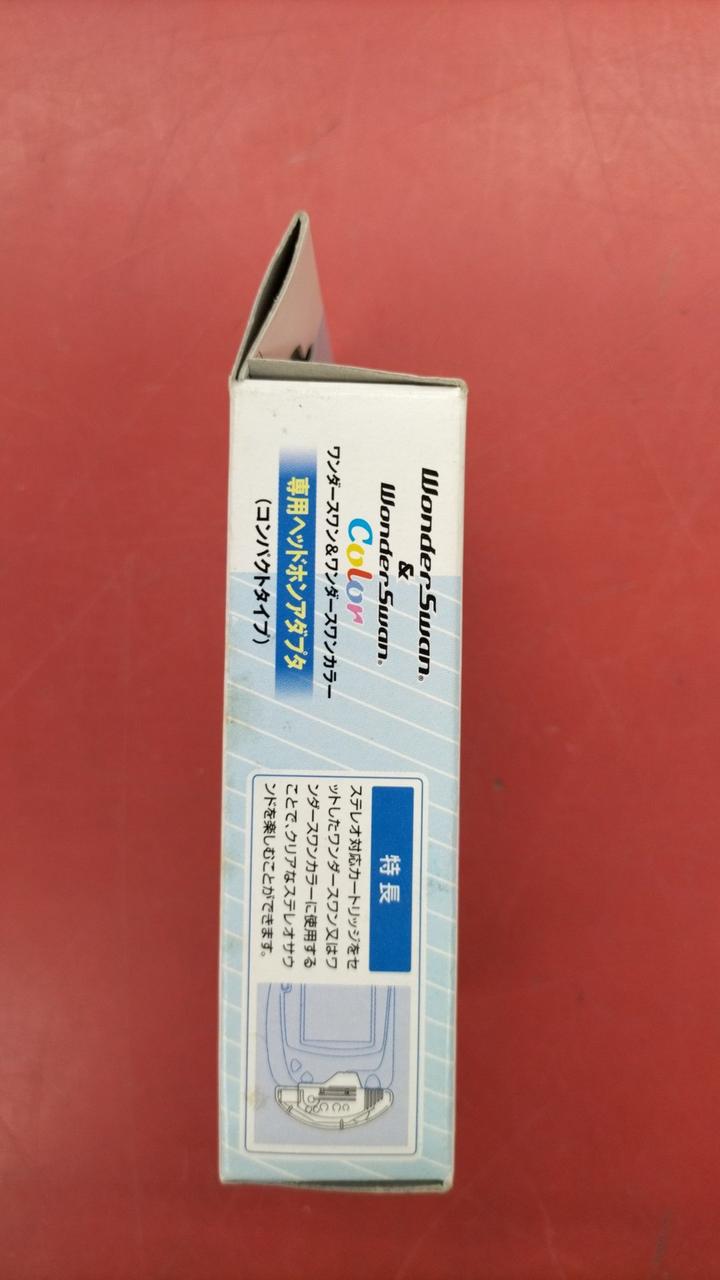 WonderSwan®
&
WonderSwan®
Color
ワンダースワン&ワンダースワンカラー
専用ヘッドホンアダプタ
(コンパクトタイプ)
特長
ステレオ対応カートリッジをセ
ットしたワンダースワン又はワ
ンダースワンカラーに使用する
ことで、クリアなステレオサウ
ンドを楽しむことができます。